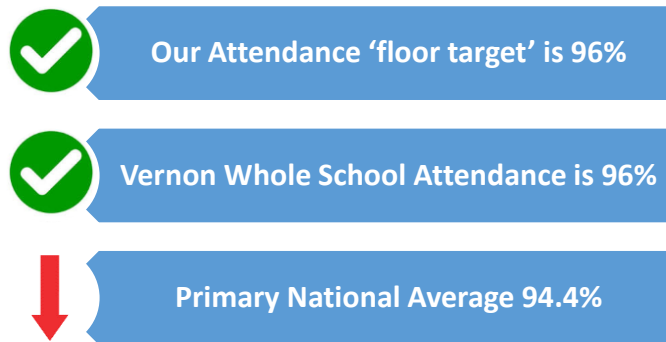 Our Attendance ‘floor target’ is 96%
Vernon Whole School Attendance is 96%
Primary National Average 94.4%